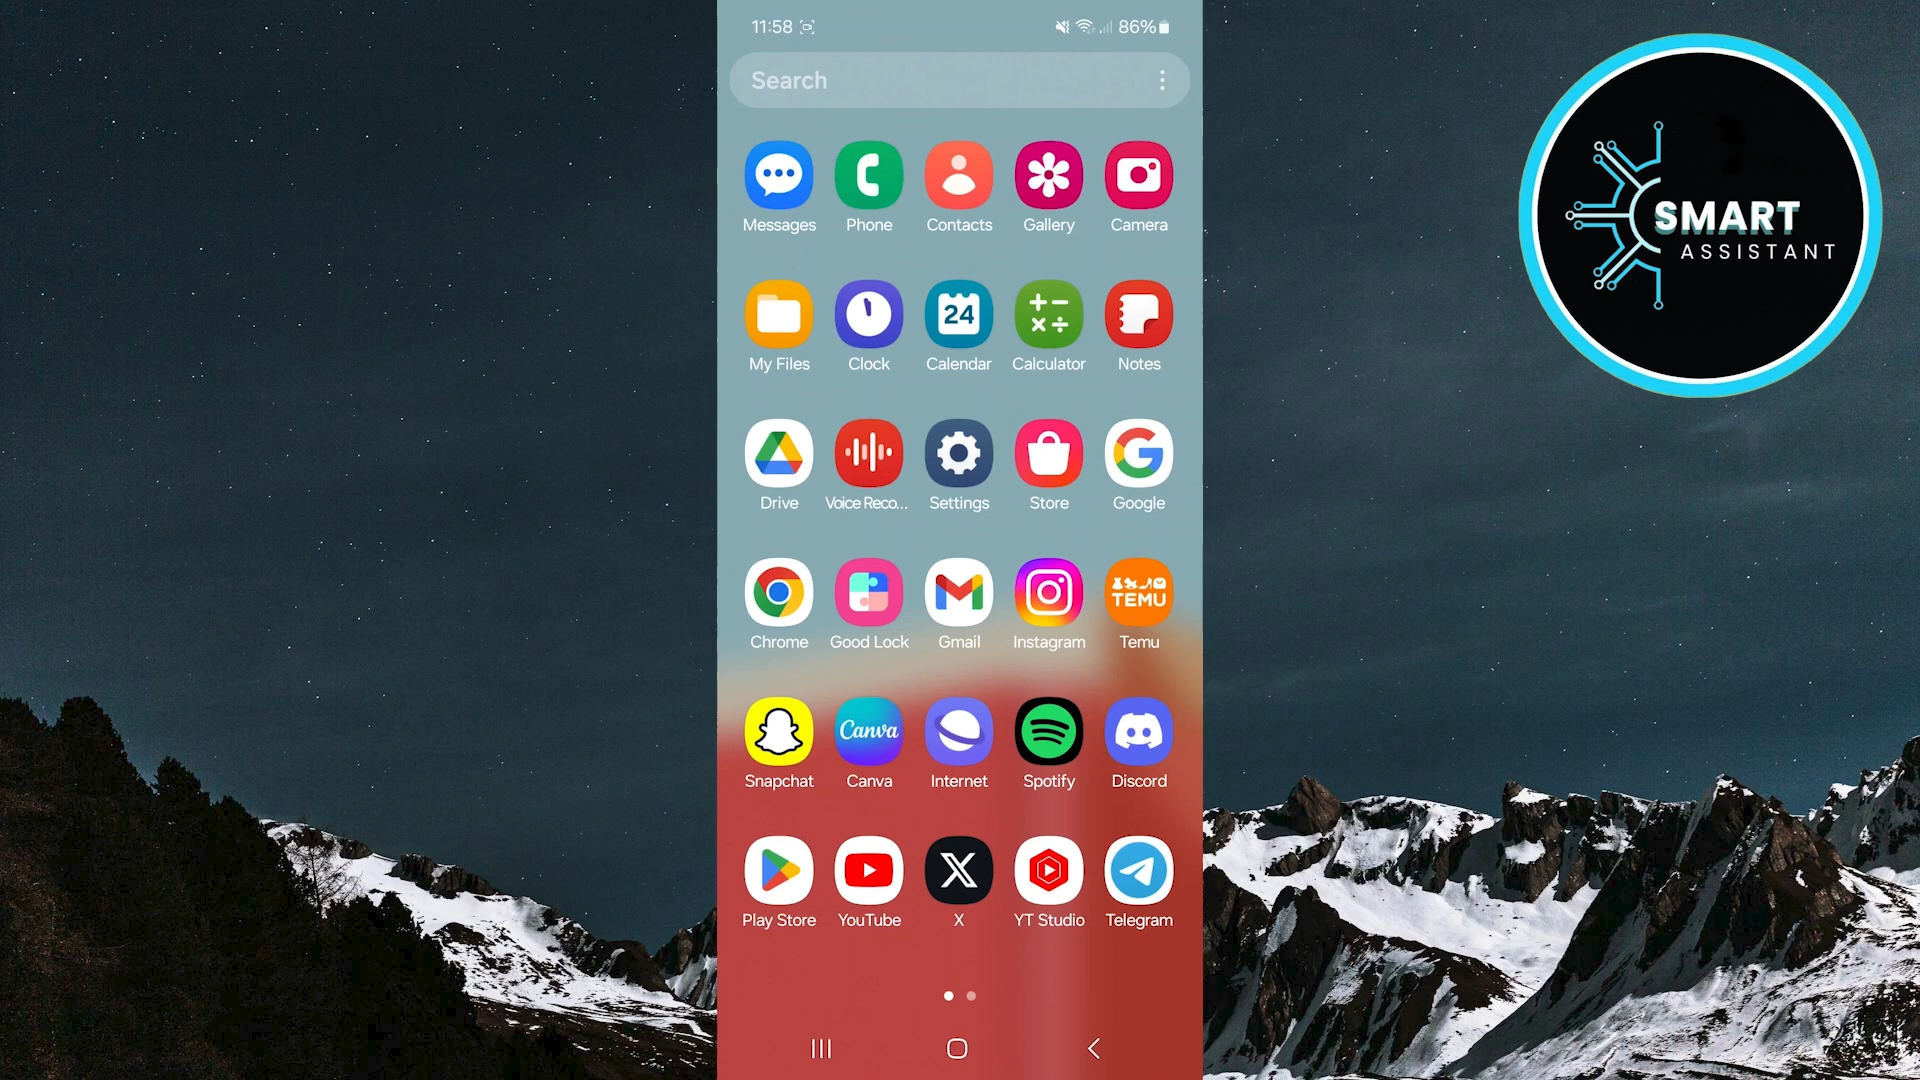 11:58
86%
Search
Messages
Phone
Contacts
Gallery
Camera
24
My Files
Clock
Calendar
Calculator
Notes
Drive
Voice Reco...
Settings
Store
Google
TEMU
Chrome
Good Lock
Gmail
Instagram
Temu
Canva
Snapchat
Canva
Internet
Spotify
Discord
Play Store
YouTube
X
YT Studio
Telegram
SMART
ASSISTANT